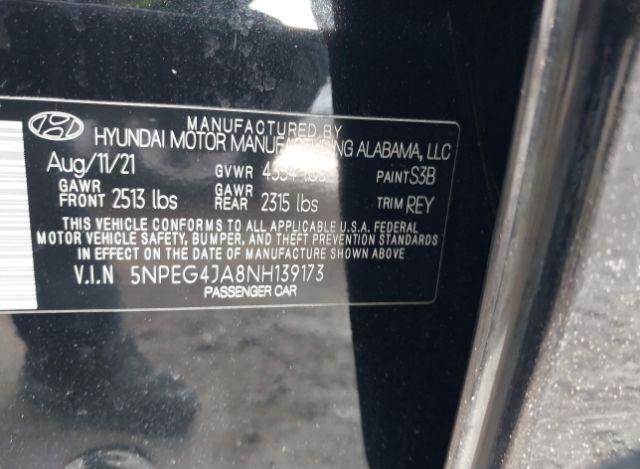 MANUFACTURED BY
HYUNDAI MOTOR MANUFACTURING ALABAMA, LLC
Aug/11/21 GVWR PAINT S3B
GAWR FRONT 2513 lbs GAWR REAR 2315 lbs TRIM REY
THIS VEHICLE CONFORMS TO ALL APPLICABLE U.S.A. FEDERAL
MOTOR VEHICLE SAFETY, BUMPER, AND THEFT PREVENTION STANDARDS
IN EFFECT ON THE DATE OF MANUFACTURE SHOWN ABOVE
V.I.N 5NPEG4JA8NH139173
PASSENGER CAR